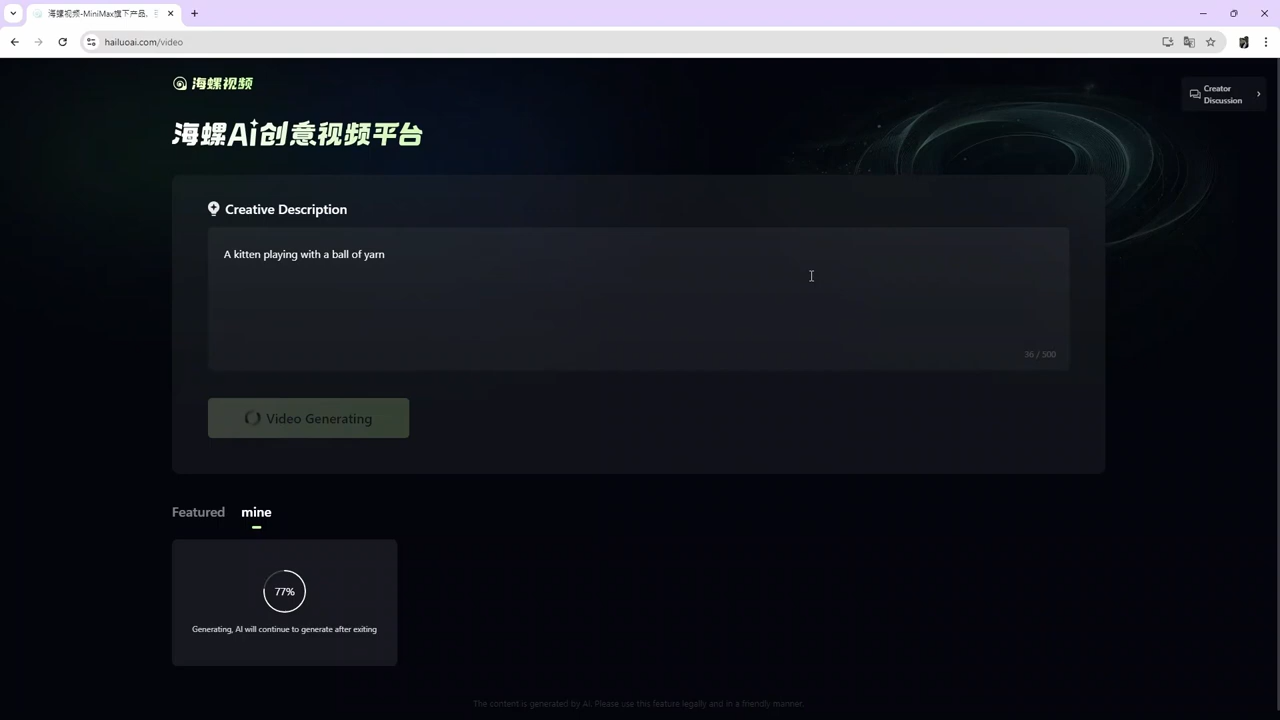 海螺视频-MiniMax旗下产品，
hailuoai.com/video
海螺视频
Creator
Discussion
海螺Ai创意视频平台
Creative Description
A kitten playing with a ball of yarn
36 / 500
Video Generating
Featured mine
77%
Generating, AI will continue to generate after exiting
The content is generated by AI. Please use this feature legally and in a friendly manner.